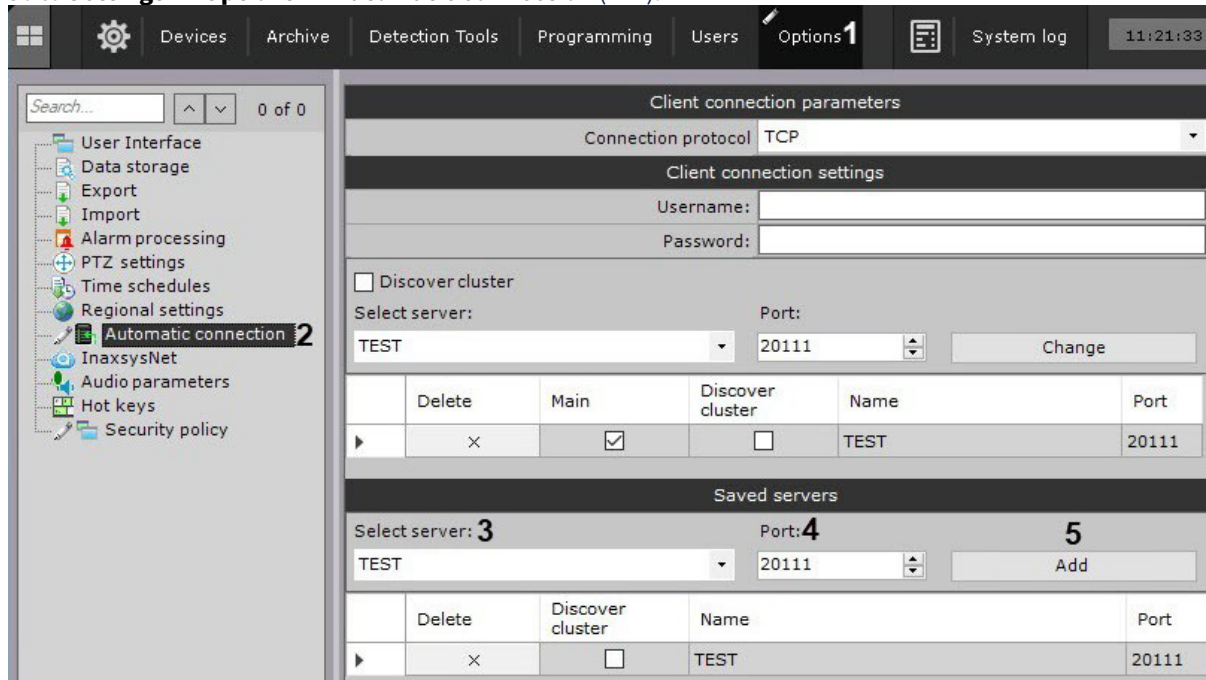 Devices Archive Detection Tools Programming Users Options 1 System log 11:21:33
Search... 0 of 0
User Interface
Data storage
Export
Import
Alarm processing
PTZ settings
Time schedules
Regional settings
Automatic connection 2
InaxsysNet
Audio parameters
Hot keys
Security policy
Client connection parameters
Connection protocol TCP
Client connection settings
Username:
Password:
Discover cluster
Select server: Port:
TEST 20111 Change
Delete Main Discover cluster Name Port
TEST 20111
Saved servers
Select server: 3 Port: 4 5
TEST 20111 Add
Delete Discover cluster Name Port
TEST 20111